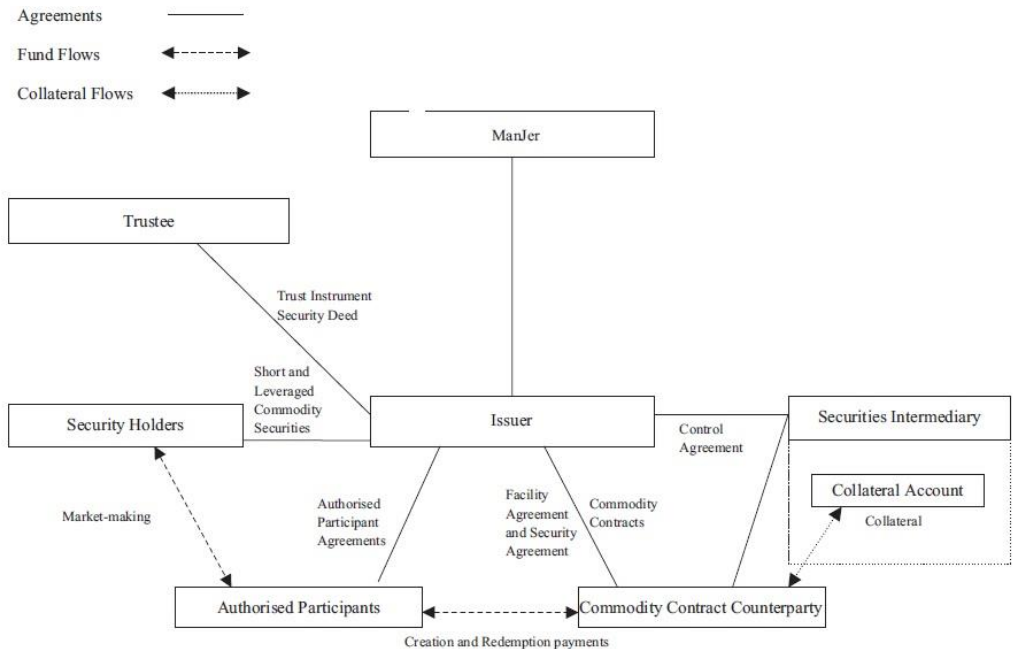 Agreements
Fund Flows
Collateral Flows
ManJer
Trustee
Trust Instrument
Security Deed
Short and
Leveraged
Commodity
Securities
Security Holders
Issuer
Securities Intermediary
Control
Agreement
Collateral Account
Collateral
Market-making
Authorised
Participant
Agreements
Facility
Agreement
and Security
Agreement
Commodity
Contracts
Authorised Participants
Commodity Contract Counterparty
Creation and Redemption payments